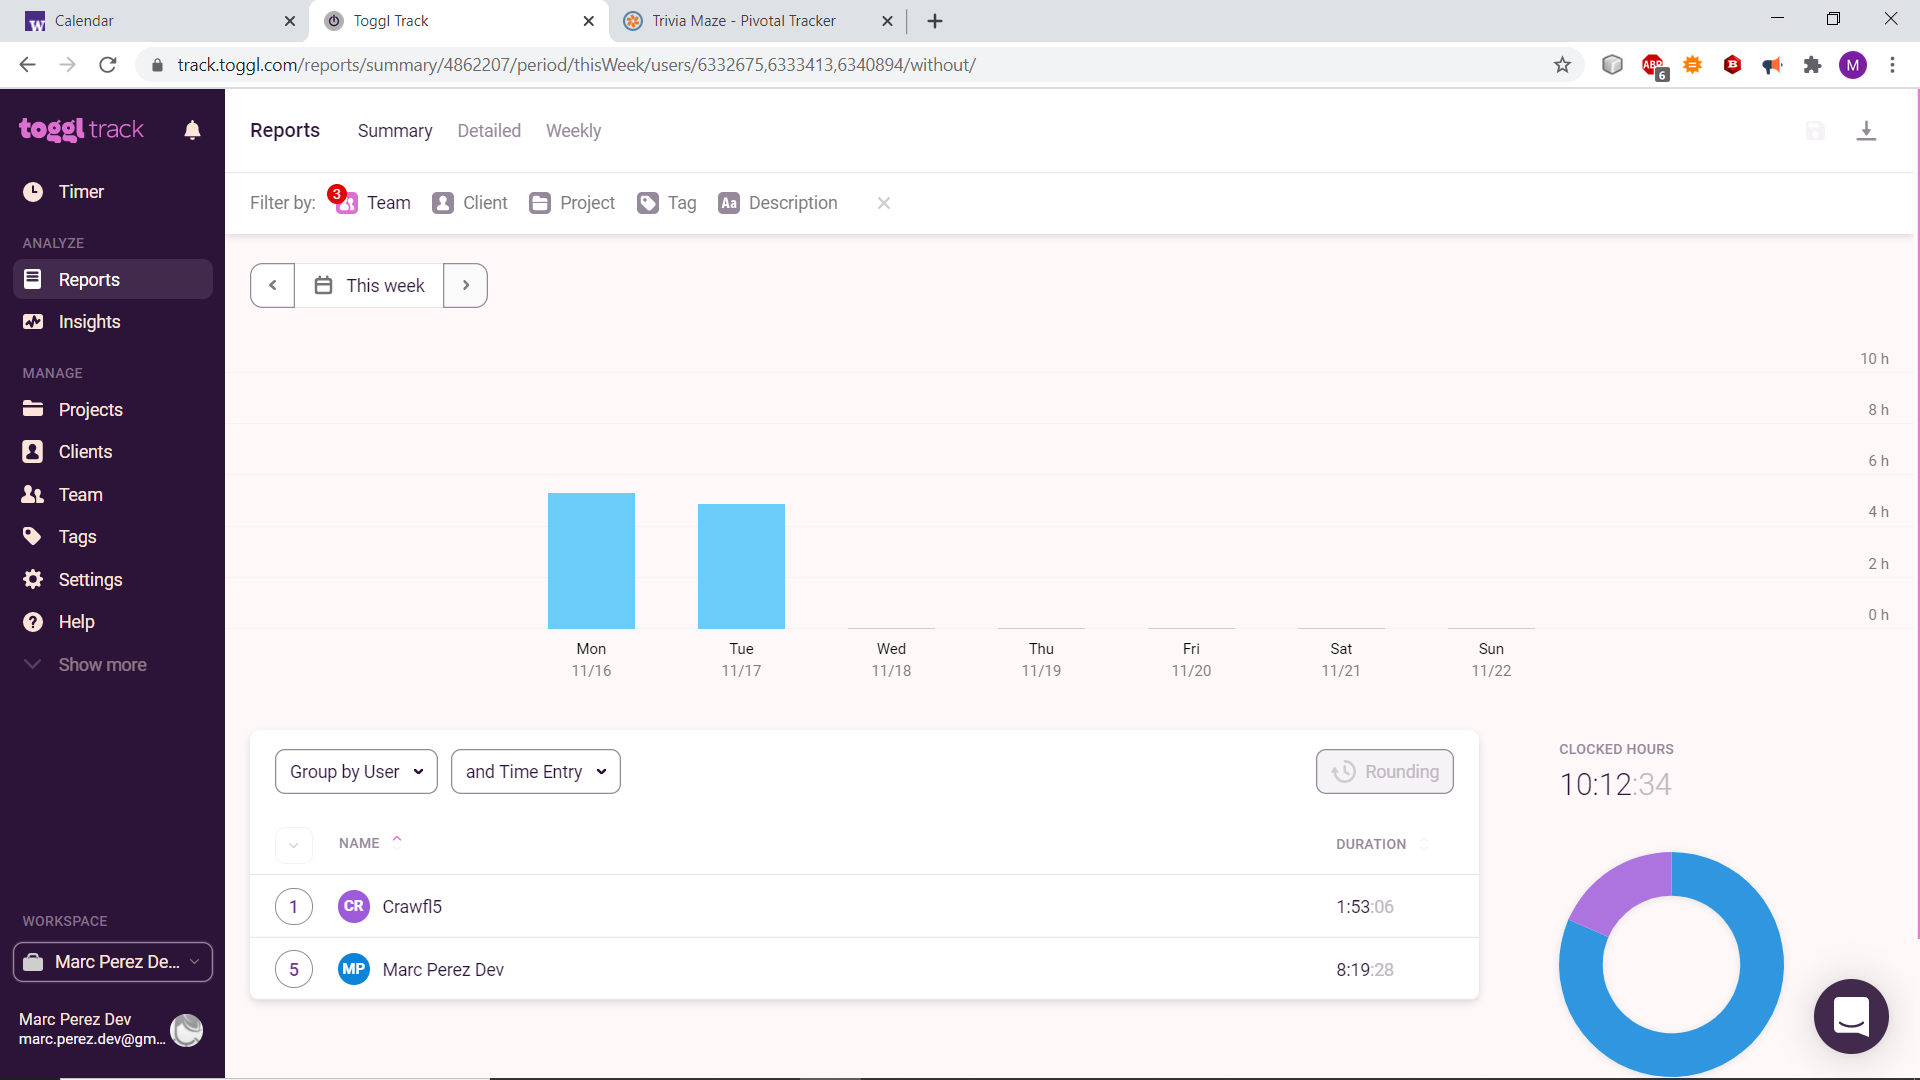 Calendar
Toggl Track
Trivia Maze - Pivotal Tracker
track.toggl.com/reports/summary/4862207/period/thisWeek/users/6332675,6333413,6340894/without/
ABP
6
B
M
toggl track
Timer
ANALYZE
Reports
Insights
MANAGE
Projects
Clients
Team
Tags
Settings
Help
Show more
WORKSPACE
Marc Perez De...
Marc Perez Dev
marc.perez.dev@gm...
Reports Summary Detailed Weekly
Filter by: 3 Team Client Project Tag Aa Description
This week
10 h
8 h
6 h
4 h
2 h
0 h
Mon Tue Wed Thu Fri Sat Sun
11/16 11/17 11/18 11/19 11/20 11/21 11/22
Group by User and Time Entry Rounding
NAME DURATION
1 CR Crawfl5 1:53:06
5 MP Marc Perez Dev 8:19:28
CLOCKED HOURS
10:12:34